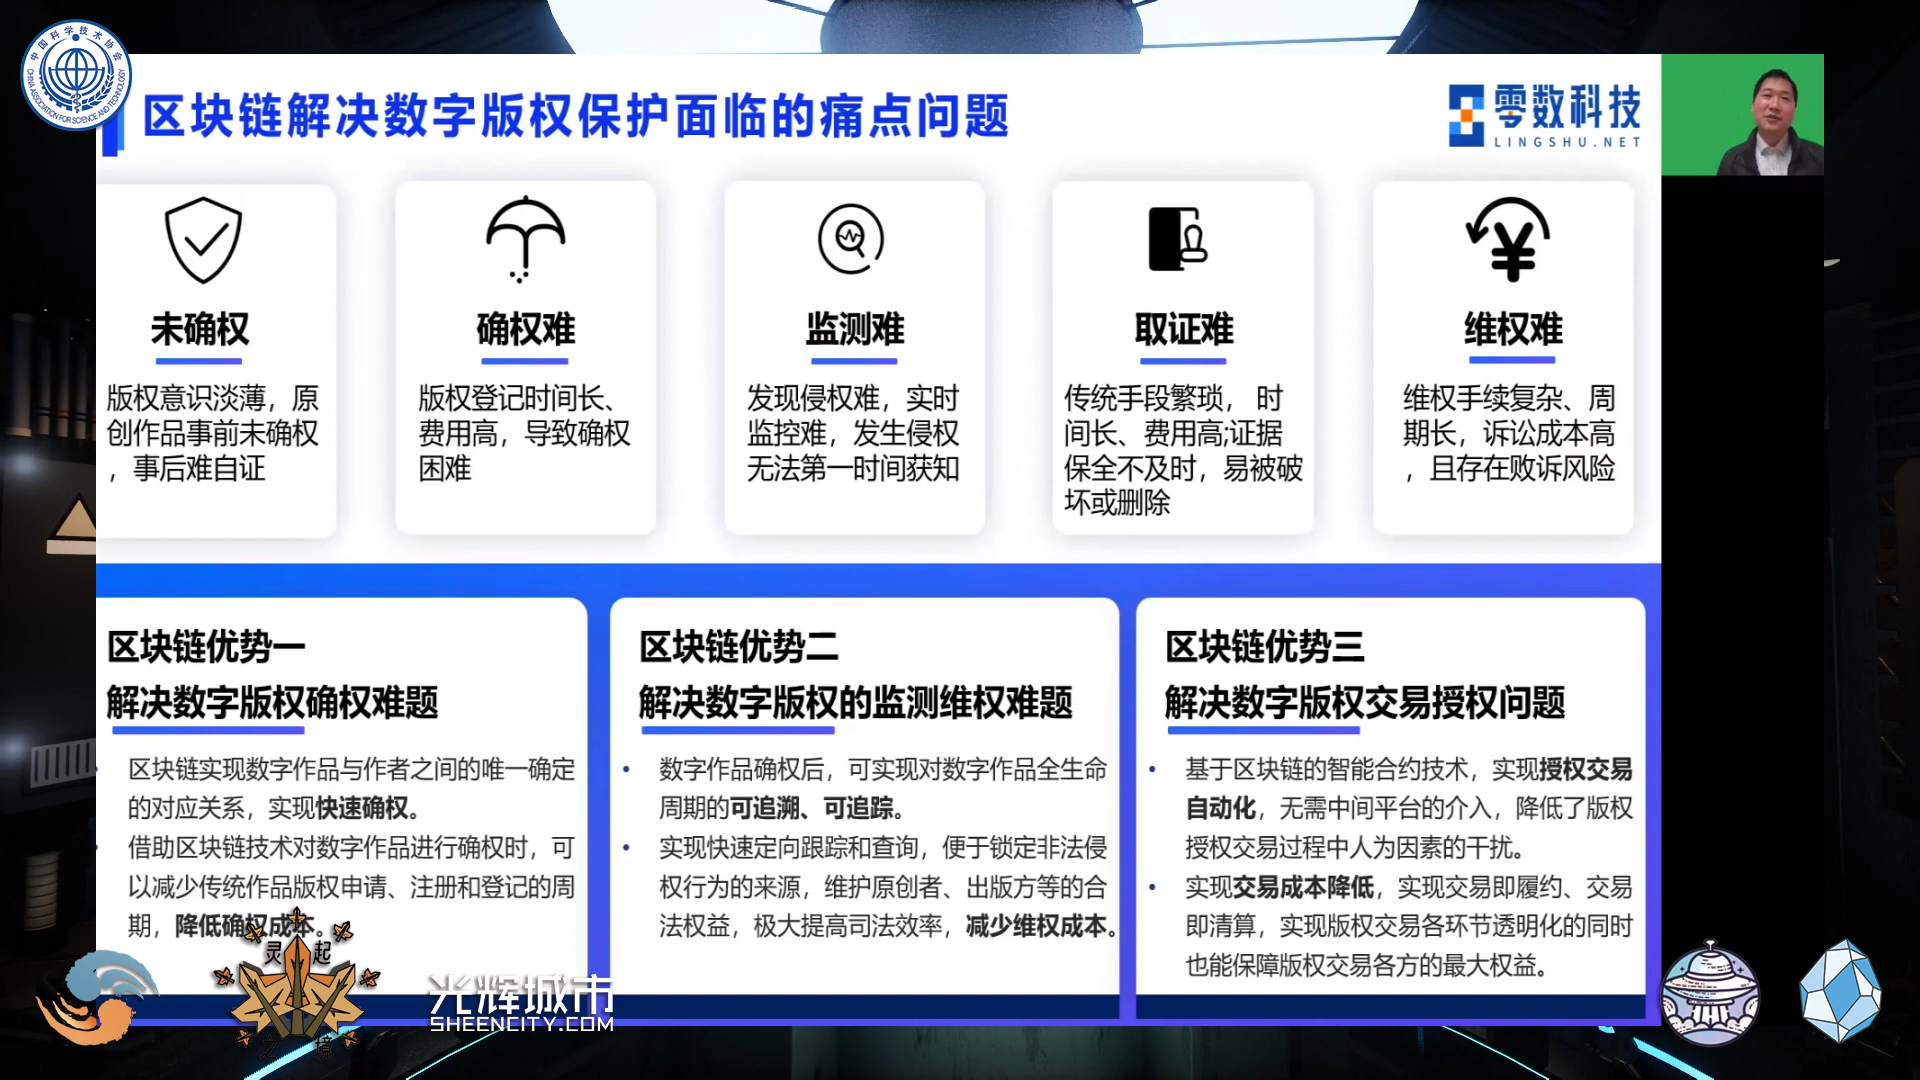 中国科学技术协会
CHINA ASSOCIATION FOR SCIENCE AND TECHNOLOGY
区块链解决数字版权保护面临的痛点问题
零数科技
LINGSHU.NET
未确权
版权意识淡薄，原
创作品事前未确权
，事后难自证
确权难
版权登记时间长、
费用高，导致确权
困难
监测难
发现侵权难，实时
监控难，发生侵权
无法第一时间获知
取证难
传统手段繁琐， 时
间长、费用高;证据
保全不及时，易被破
坏或删除
维权难
维权手续复杂、周
期长，诉讼成本高
，且存在败诉风险
区块链优势一
解决数字版权确权难题
区块链实现数字作品与作者之间的唯一确定
的对应关系，实现快速确权。
借助区块链技术对数字作品进行确权时，可
以减少传统作品版权申请、注册和登记的周
期，降低确权成本。
区块链优势二
解决数字版权的监测维权难题
• 数字作品确权后，可实现对数字作品全生命
周期的可追溯、可追踪。
• 实现快速定向跟踪和查询，便于锁定非法侵
权行为的来源，维护原创者、出版方等的合
法权益，极大提高司法效率，减少维权成本。
区块链优势三
解决数字版权交易授权问题
• 基于区块链的智能合约技术，实现授权交易
自动化，无需中间平台的介入，降低了版权
授权交易过程中人为因素的干扰。
• 实现交易成本降低，实现交易即履约、交易
即清算，实现版权交易各环节透明化的同时
也能保障版权交易各方的最大权益。
灵起
之境
光辉城市
SHEENCITY.COM